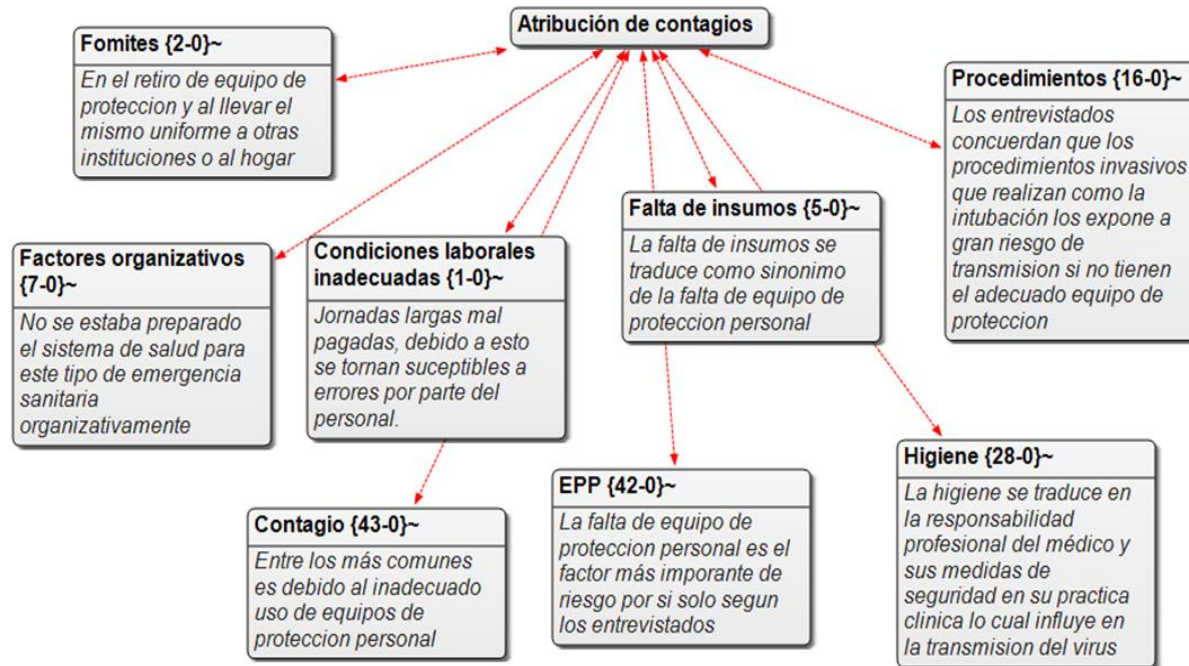 Atribución de contagios
Fomites {2-0}~
En el retiro de equipo de
proteccion y al llevar el
mismo uniforme a otras
instituciones o al hogar
Procedimientos {16-0}~
Los entrevistados
concuerdan que los
procedimientos invasivos
que realizan como la
intubación los expone a
gran riesgo de
transmision si no tienen
el adecuado equipo de
proteccion
Factores organizativos
{7-0}~
No se estaba preparado
el sistema de salud para
este tipo de emergencia
sanitaria
organizativamente
Condiciones laborales
inadecuadas {1-0}~
Jornadas largas mal
pagadas, debido a esto
se tornan suceptibles a
errores por parte del
personal.
Falta de insumos {5-0}~
La falta de insumos se
traduce como sinonimo
de la falta de equipo de
proteccion personal
Contagio {43-0}~
Entre los más comunes
es debido al inadecuado
uso de equipos de
proteccion personal
EPP {42-0}~
La falta de equipo de
proteccion personal es el
factor más imporante de
riesgo por si solo segun
los entrevistados
Higiene {28-0}~
La higiene se traduce en
la responsabilidad
profesional del médico y
sus medidas de
seguridad en su practica
clinica lo cual influye en
la transmision del virus